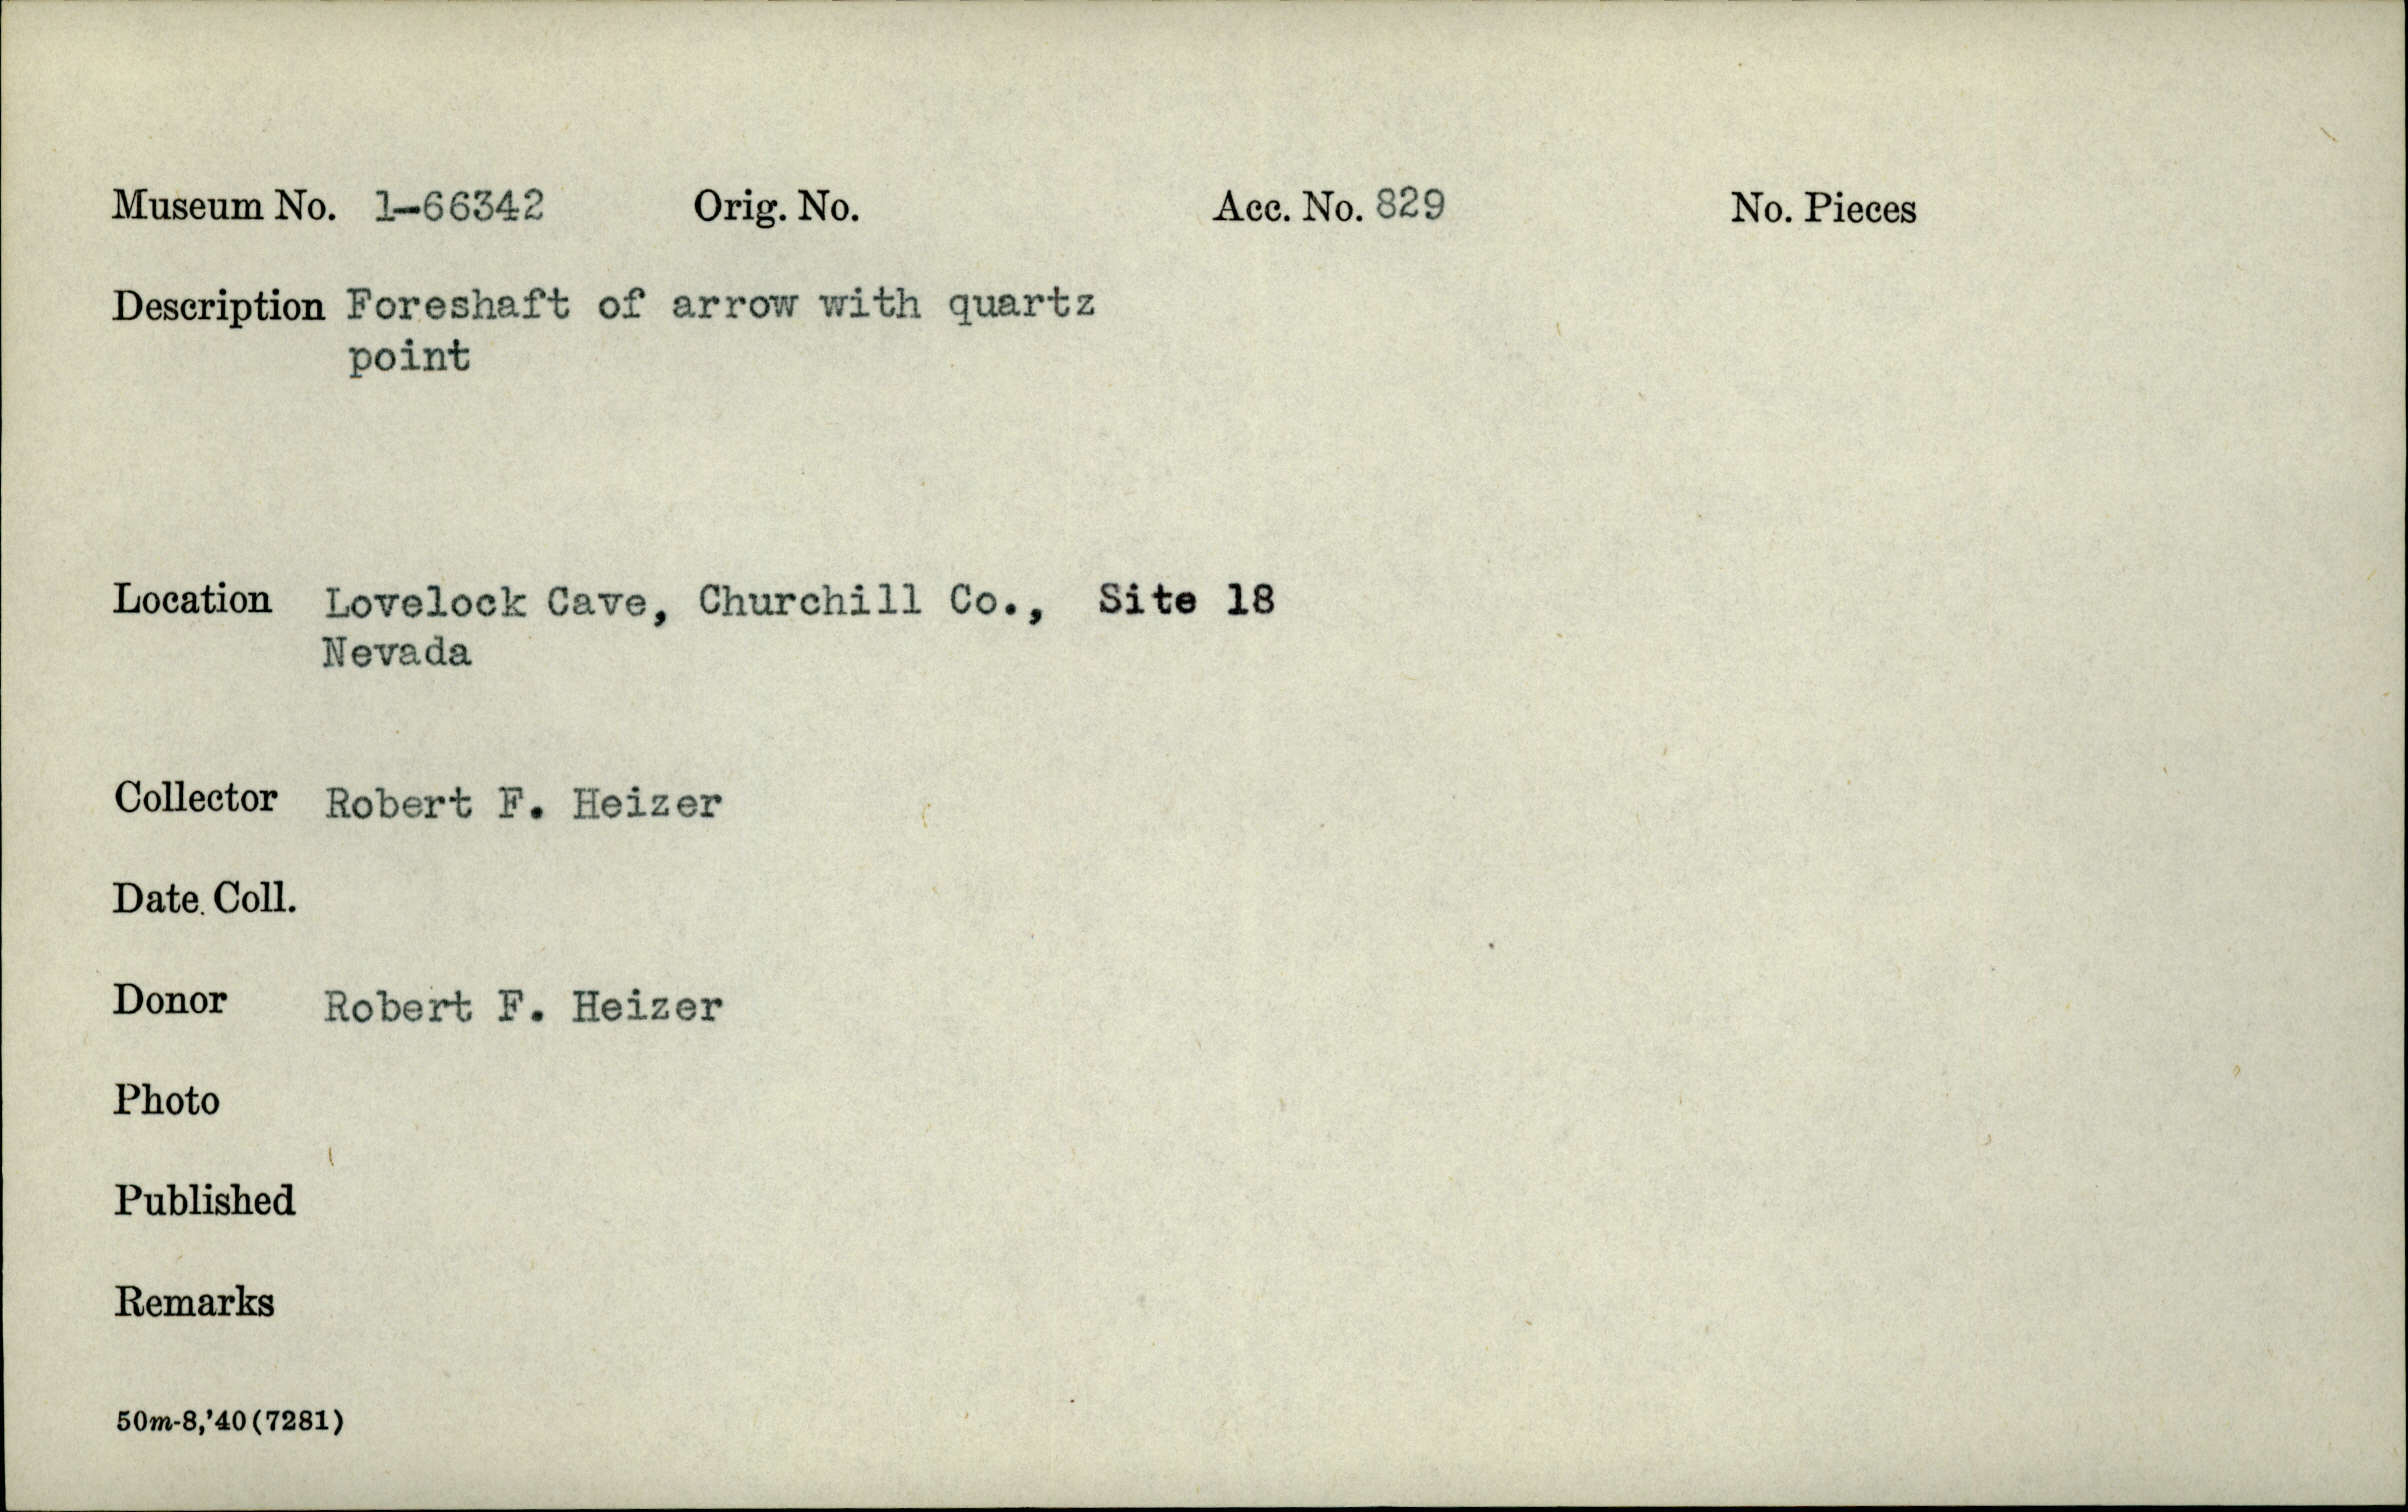 Museum No. 1-66342 Orig. No. Acc. No. 829 No. Pieces
Description Foreshaft of arrow with quartz
point
Location Lovelock Cave, Churchill Co., Site 18
Nevada
Collector Robert F. Heizer
Date Coll.
Donor Robert F. Heizer
Photo
Published
Remarks
50m-8,'40(7281)